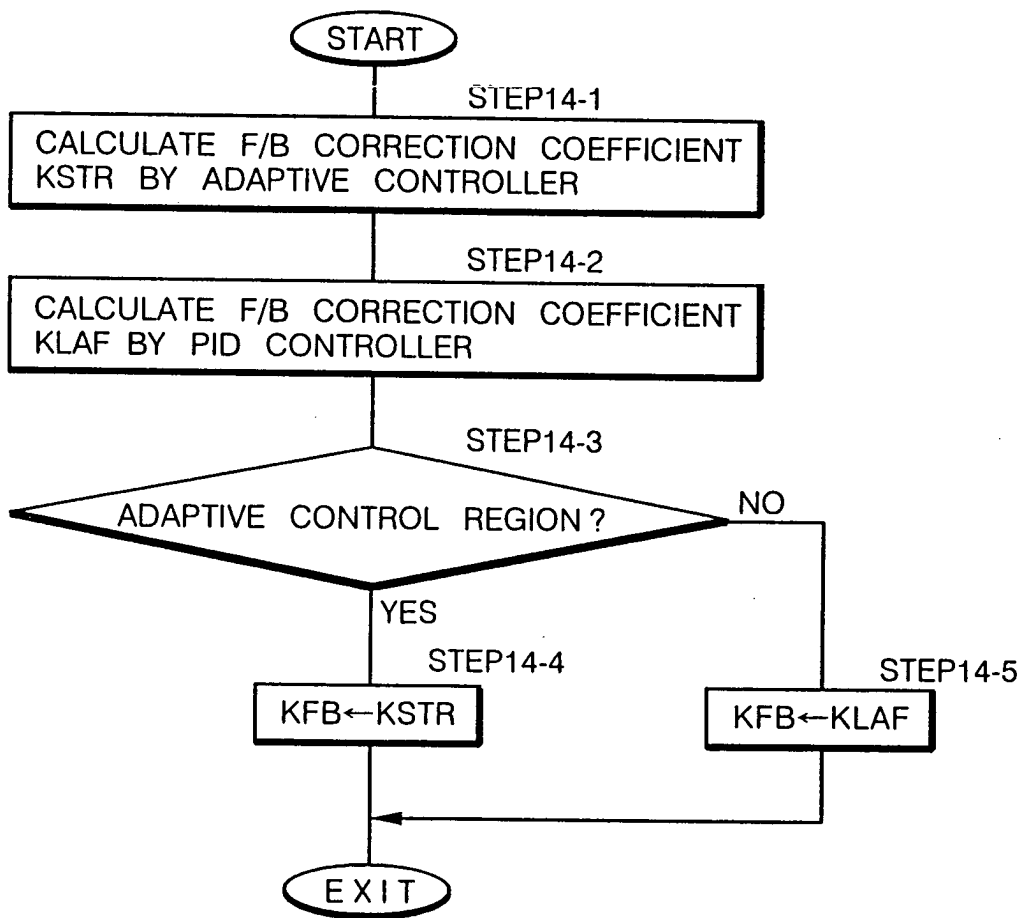 START
STEP14-1
CALCULATE F/B CORRECTION COEFFICIENT
KSTR BY ADAPTIVE CONTROLLER
STEP14-2
CALCULATE F/B CORRECTION COEFFICIENT
KLAF BY PID CONTROLLER
STEP14-3
ADAPTIVE CONTROL REGION?
NO
YES
STEP14-4
KFB←KSTR
STEP14-5
KFB←KLAF
EXIT